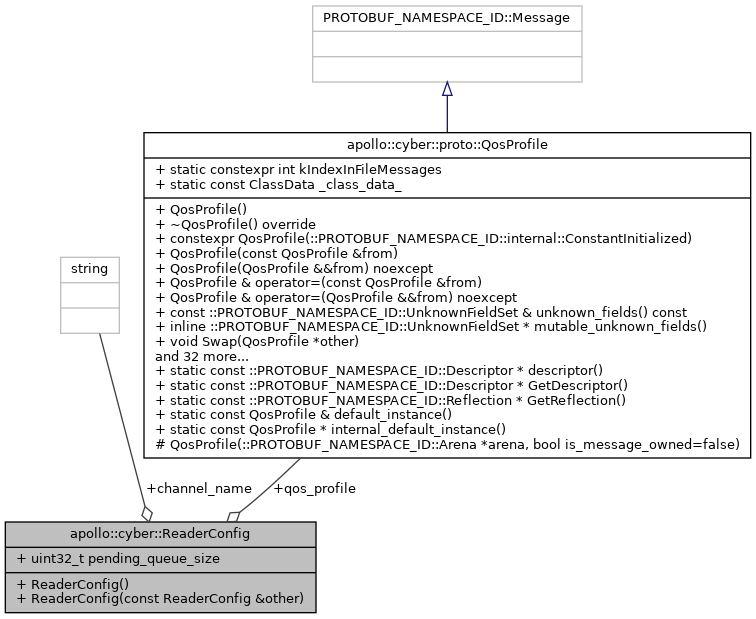 PROTOBUF_NAMESPACE_ID::Message
apollo::cyber::proto::QosProfile
+ static constexpr int kIndexInFileMessages
+ static const ClassData _class_data_
+ QosProfile()
+ ~QosProfile() override
+ constexpr QosProfile(::PROTOBUF_NAMESPACE_ID::internal::ConstantInitialized)
+ QosProfile(const QosProfile &from)
+ QosProfile(QosProfile &&from) noexcept
+ QosProfile & operator=(const QosProfile &from)
+ QosProfile & operator=(QosProfile &&from) noexcept
+ const ::PROTOBUF_NAMESPACE_ID::UnknownFieldSet & unknown_fields() const
+ inline ::PROTOBUF_NAMESPACE_ID::UnknownFieldSet * mutable_unknown_fields()
+ void Swap(QosProfile *other)
and 32 more...
+ static const ::PROTOBUF_NAMESPACE_ID::Descriptor * descriptor()
+ static const ::PROTOBUF_NAMESPACE_ID::Descriptor * GetDescriptor()
+ static const ::PROTOBUF_NAMESPACE_ID::Reflection * GetReflection()
+ static const QosProfile & default_instance()
+ static const QosProfile * internal_default_instance()
# QosProfile(::PROTOBUF_NAMESPACE_ID::Arena *arena, bool is_message_owned=false)
string
+channel_name
+qos_profile
apollo::cyber::ReaderConfig
+ uint32_t pending_queue_size
+ ReaderConfig()
+ ReaderConfig(const ReaderConfig &other)